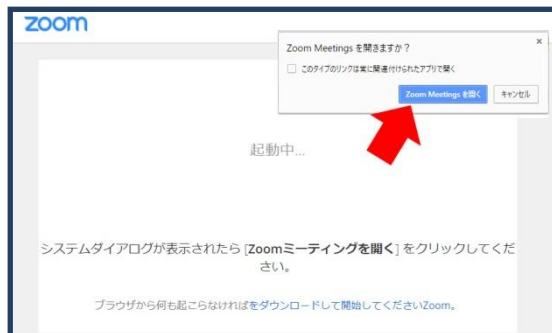 zoom
Zoom Meetings を開きますか？
このタイプのリンクは常に関連付けられたアプリで開く
Zoom Meetings を開く
キャンセル
起動中...
システムダイアログが表示されたら [Zoomミーティングを開く] をクリックしてくだ
さい。
ブラウザから何も起こらなければをダウンロードして開始してくださいZoom。